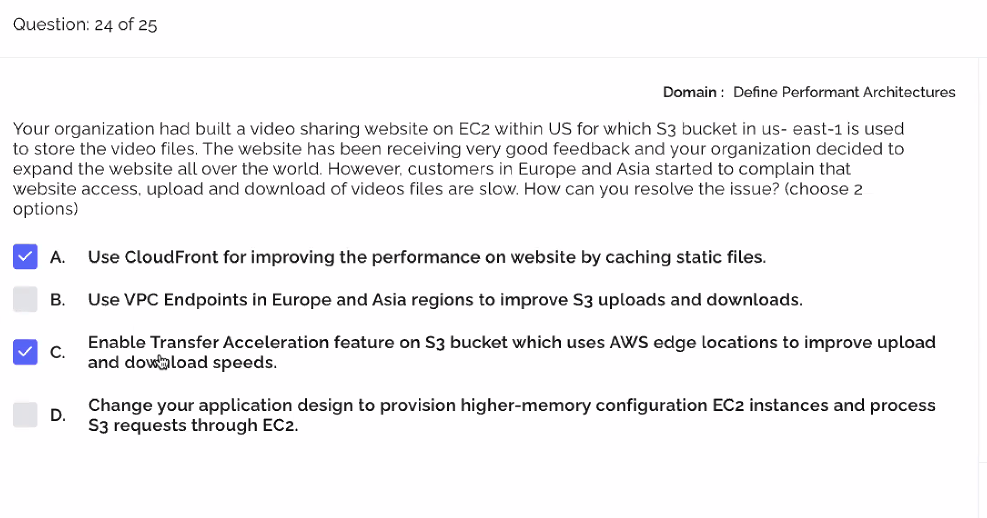 Question: 24 of 25
Domain : Define Performant Architectures
Your organization had built a video sharing website on EC2 within US for which S3 bucket in us- east-1 is used
to store the video files. The website has been receiving very good feedback and your organization decided to
expand the website all over the world. However, customers in Europe and Asia started to complain that
website access, upload and download of videos files are slow. How can you resolve the issue? (choose 2
options)
A. Use CloudFront for improving the performance on website by caching static files.
B. Use VPC Endpoints in Europe and Asia regions to improve S3 uploads and downloads.
C. Enable Transfer Acceleration feature on S3 bucket which uses AWS edge locations to improve upload
and download speeds.
D. Change your application design to provision higher-memory configuration EC2 instances and process
S3 requests through EC2.